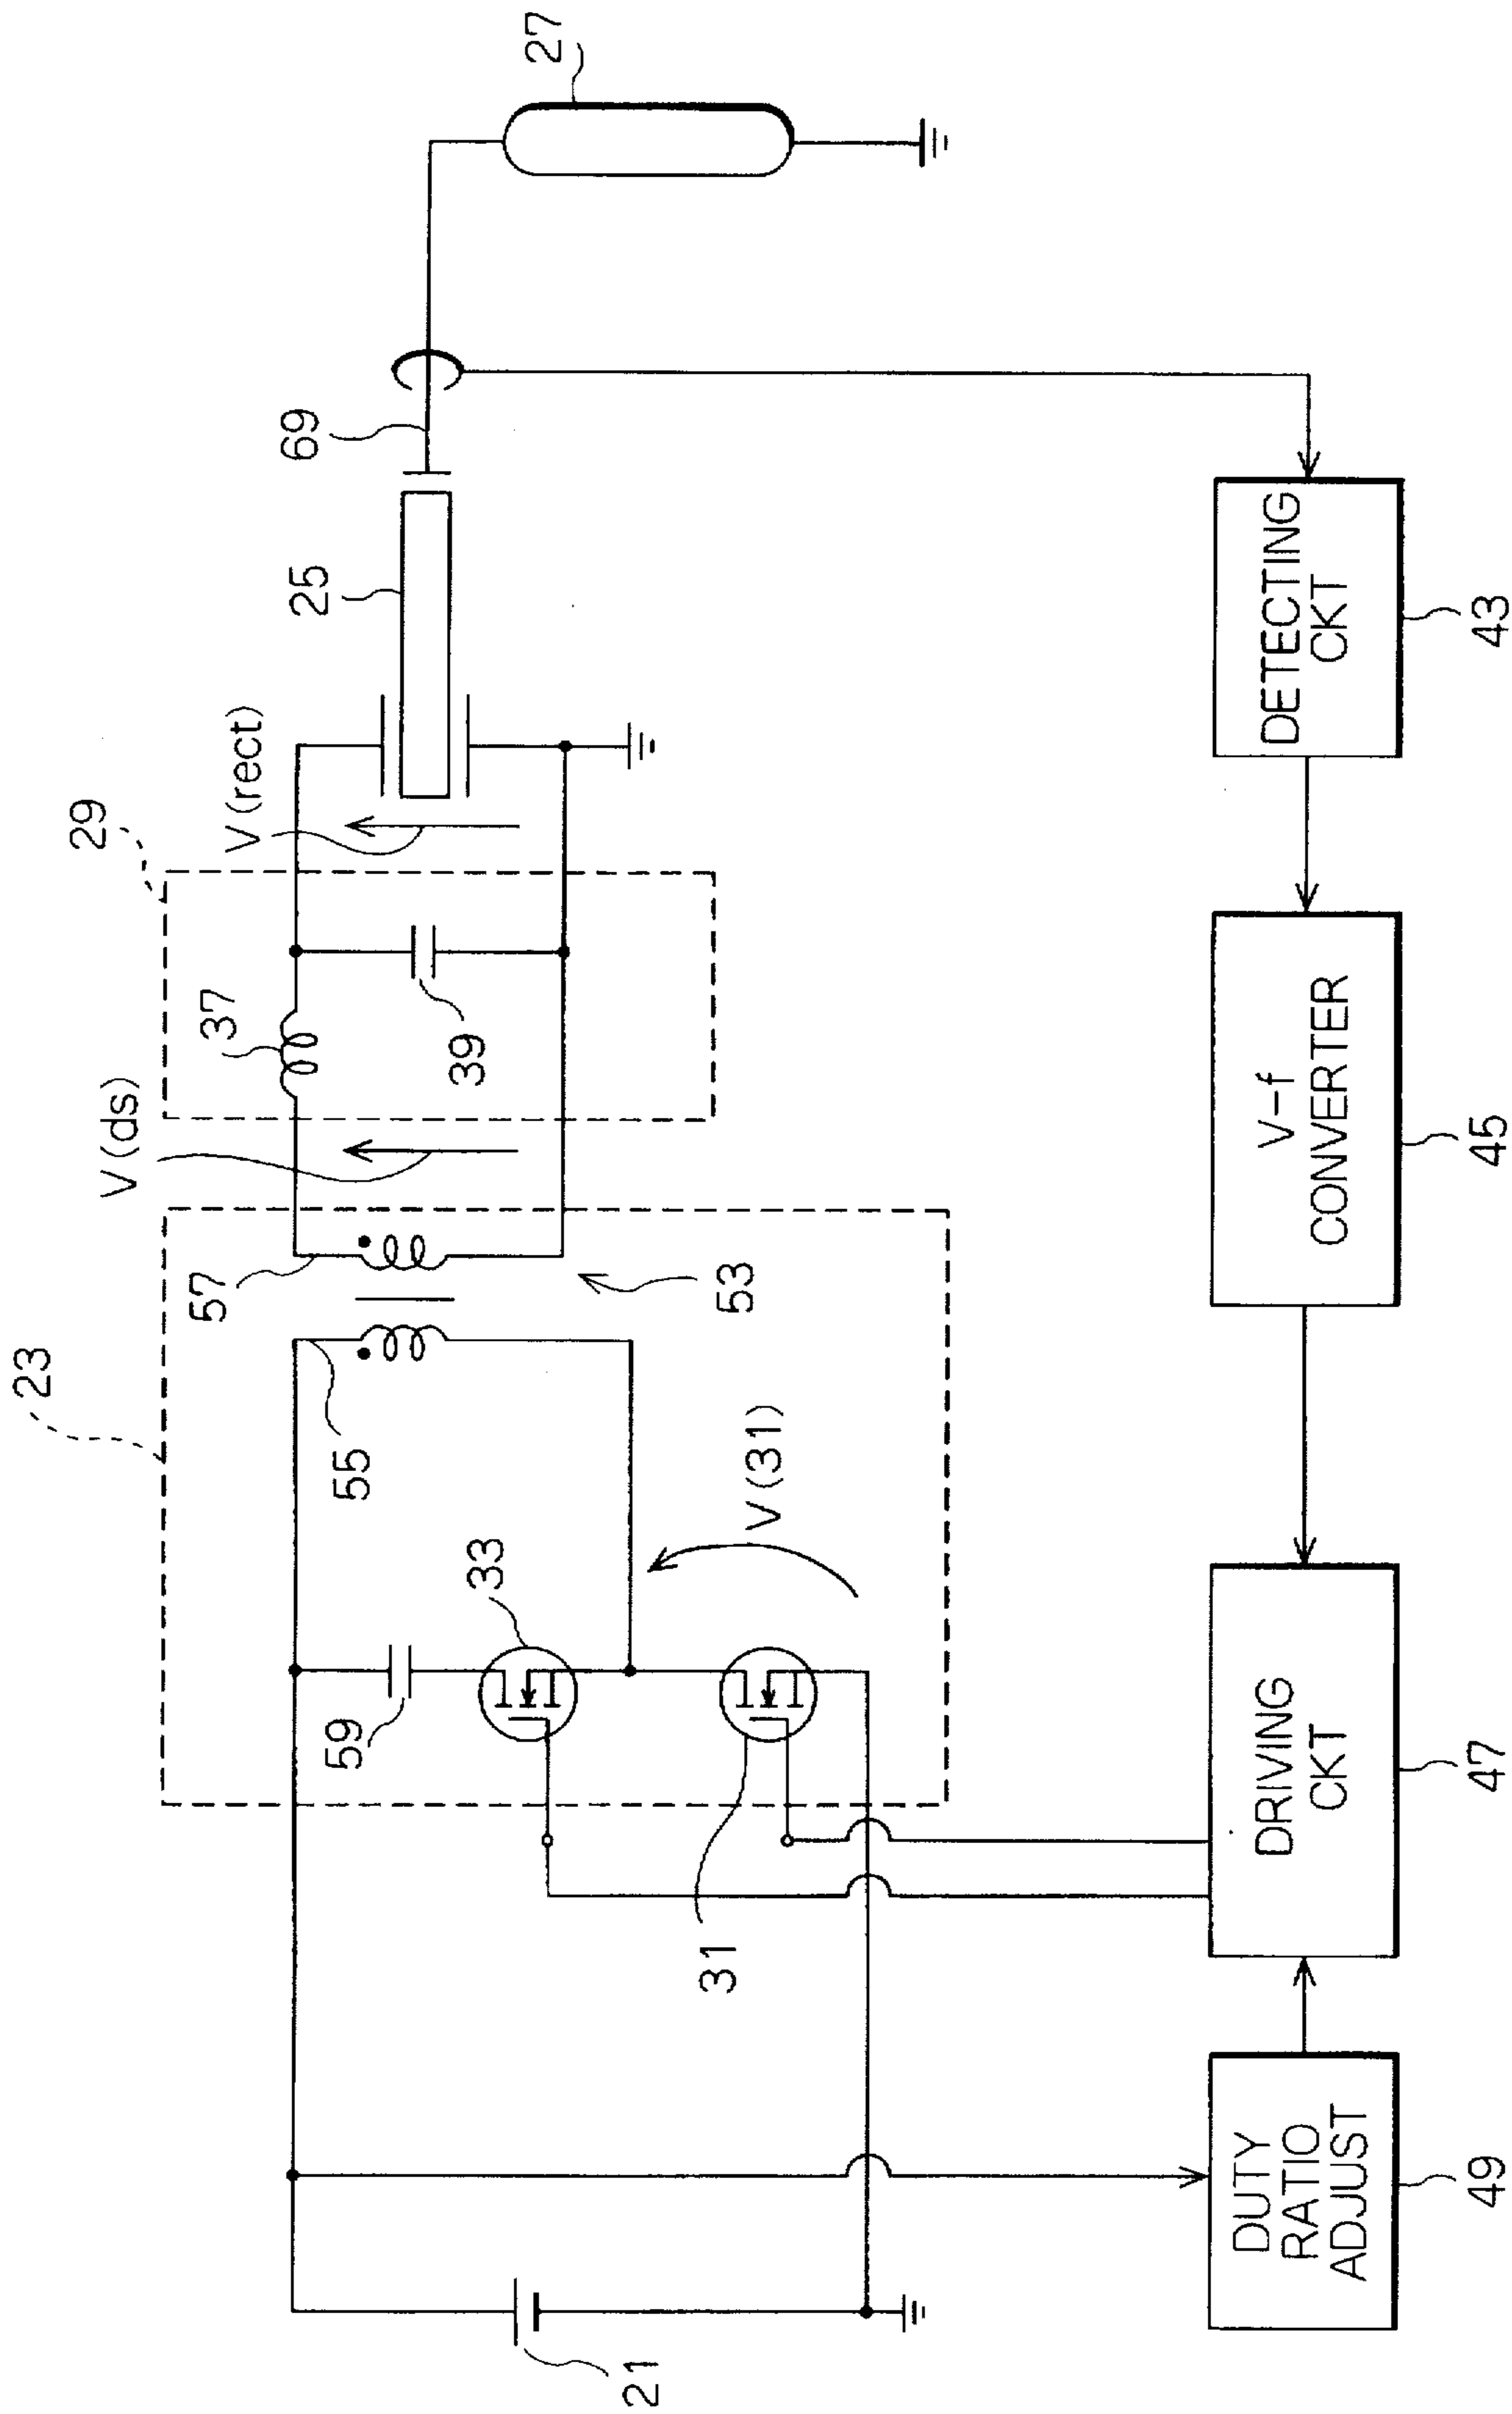 23
29
V (ds)
V (rect)
57
37
25
69
27
55
33
59
39
53
V (31)
31
21
DUTY
RATIO
ADJUST
49
DRIVING
CKT
47
V-f
CONVERTER
45
DETECTING
CKT
43